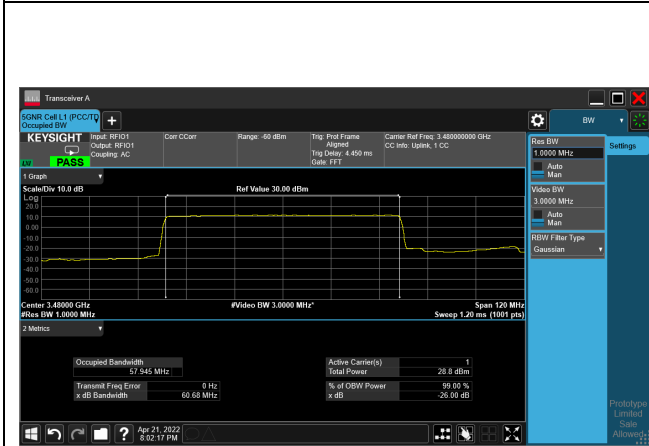 Transceiver A
5GNR Cell L1 (PCC/TD
Occupied BW
+
BW
KEYSIGHT
Input: RFIO1
Output: RFIO1
Coupling: AC
Corr CCorr
Range: -60 dBm
Trig: Prot Frame
Aligned
Trig Delay: 4.450 ms
Gate: FFT
Carrier Ref Freq: 3.480000000 GHz
CC Info: Uplink, 1 CC
PASS
1 Graph
Scale/Div 10.0 dB
Ref Value 30.00 dBm
Log
20.0
10.0
0.00
-10.0
-20.0
-30.0
-40.0
-50.0
-60.0
Center 3.48000 GHz
#Video BW 3.0000 MHz*
Span 120 MHz
#Res BW 1.0000 MHz
Sweep 1.20 ms (1001 pts)
2 Metrics
Occupied Bandwidth
57.945 MHz
Active Carrier(s) 1
Total Power 28.8 dBm
Transmit Freq Error 0 Hz
x dB Bandwidth 60.68 MHz
% of OBW Power 99.00 %
x dB -26.00 dB
Res BW
1.0000 MHz
Auto
Man
Video BW
3.0000 MHz
Auto
Man
RBW Filter Type
Gaussian
Settings
Prototype
Limited
Sale
Allowed
?
Apr 21, 2022
8:02:17 PM